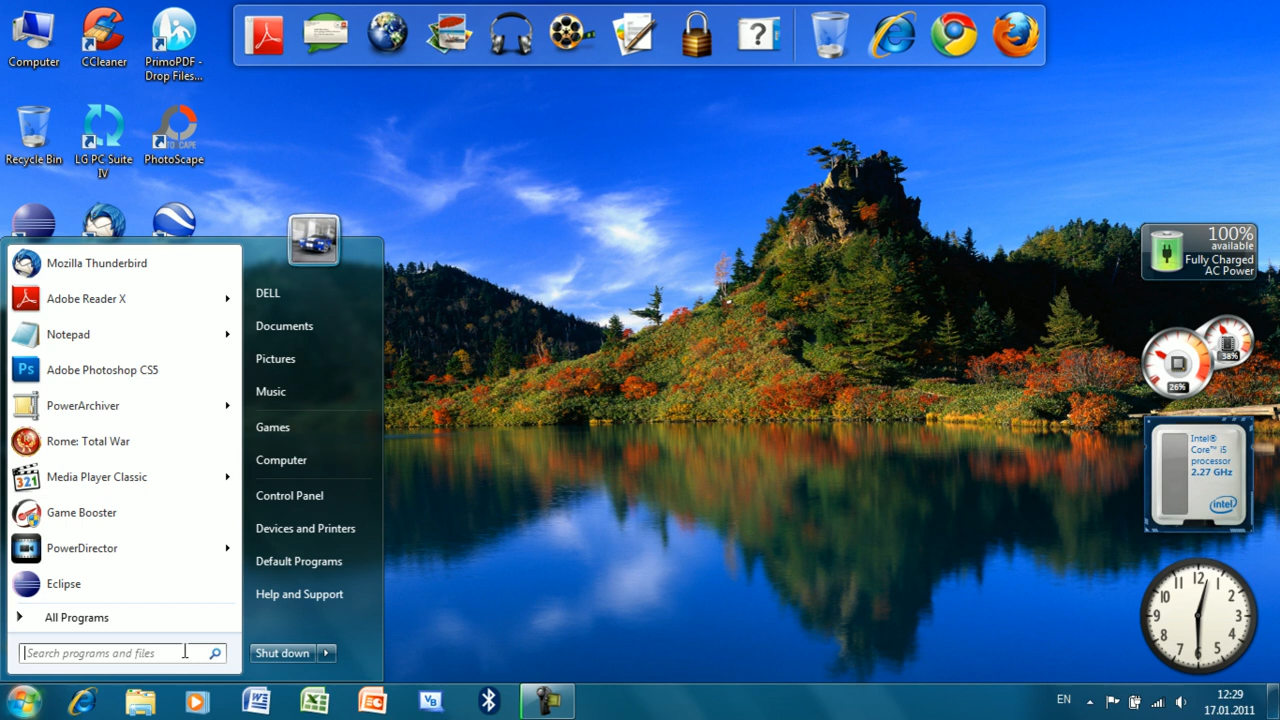 Computer
CCleaner
PrimoPDF -
Drop Files...
Recycle Bin
LG PC Suite
IV
PhotoScape
Mozilla Thunderbird
Adobe Reader X
Notepad
Ps
Adobe Photoshop CS5
PowerArchiver
Rome: Total War
321
Media Player Classic
Game Booster
PowerDirector
Eclipse
All Programs
Search programs and files
DELL
Documents
Pictures
Music
Games
Computer
Control Panel
Devices and Printers
Default Programs
Help and Support
Shut down
?
100%
available
Fully Charged
AC Power
38%
26%
Intel®
Core™ i5
processor
2.27 GHz
intel
12
1
2
3
4
5
7
8
9
10
11
VB
EN
12:29
17.01.2011